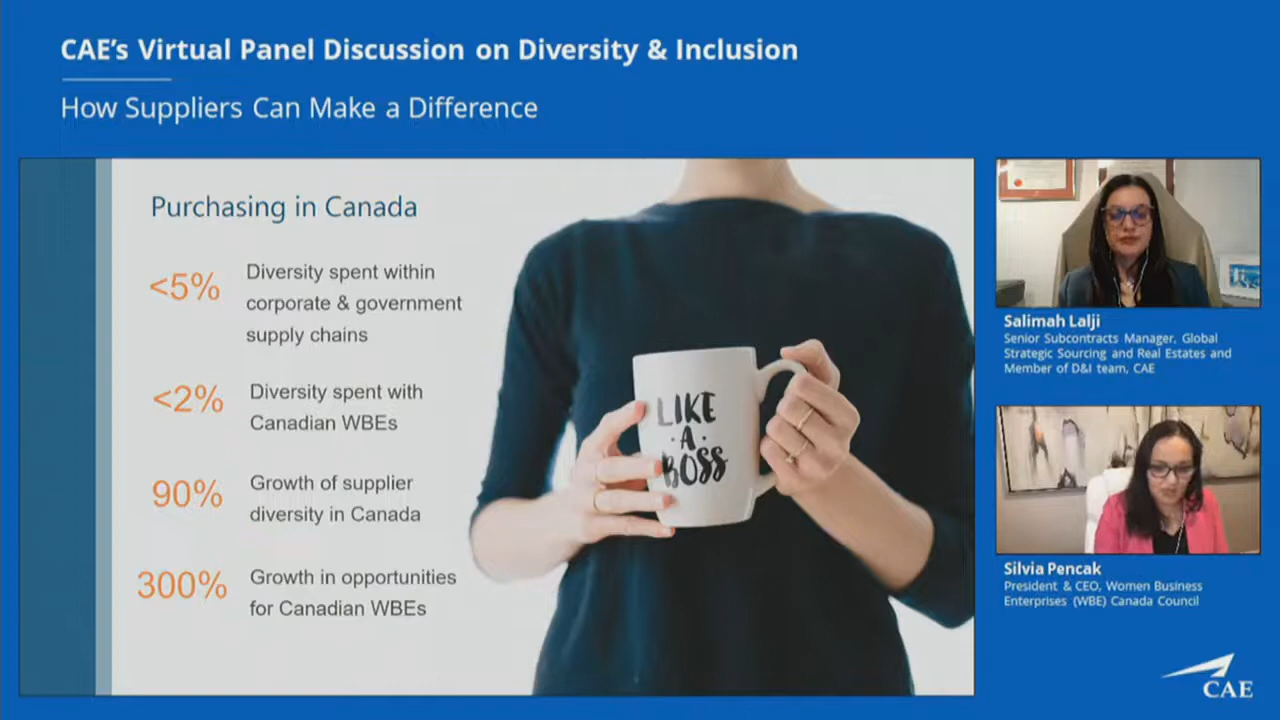 CAE’s Virtual Panel Discussion on Diversity & Inclusion
How Suppliers Can Make a Difference
Purchasing in Canada
<5%
Diversity spent within
corporate & government
supply chains
<2%
Diversity spent with
Canadian WBEs
90%
Growth of supplier
diversity in Canada
300%
Growth in opportunities
for Canadian WBEs
LIKE
·A·
BOSS
Salimah Lalji
Senior Subcontracts Manager, Global
Strategic Sourcing and Real Estates and
Member of D&I team, CAE
Silvia Pencak
President & CEO, Women Business
Enterprises (WBE) Canada Council
CAE